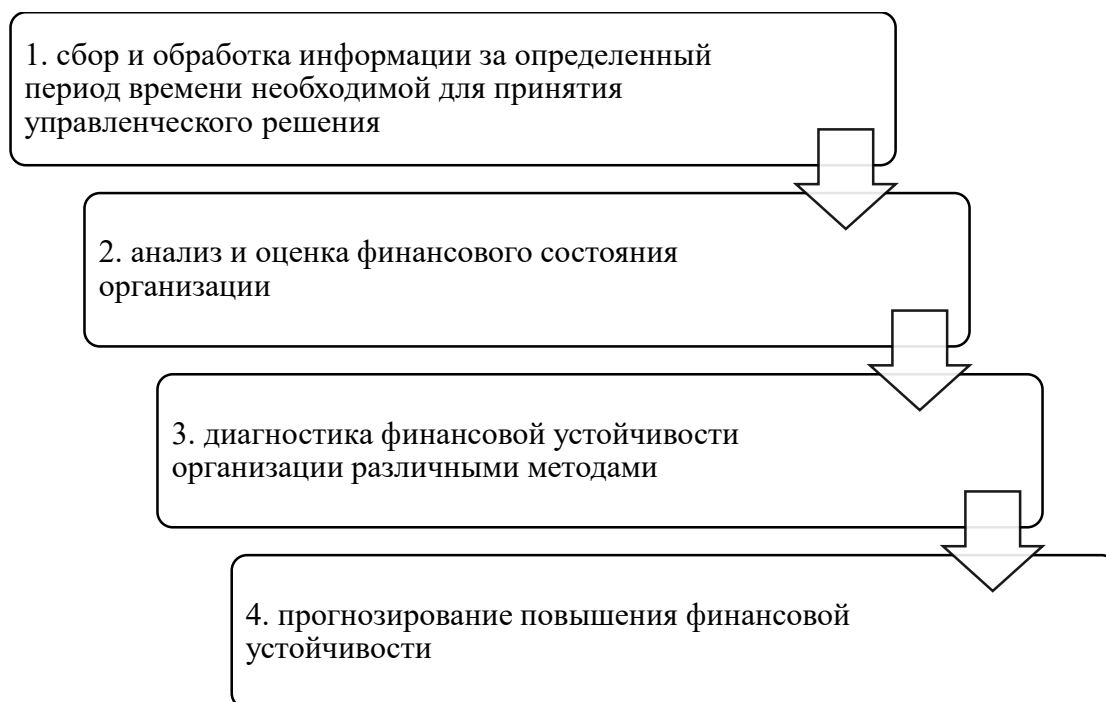 1. сбор и обработка информации за определенный
период времени необходимой для принятия
управленческого решения
2. анализ и оценка финансового состояния
организации
3. диагностика финансовой устойчивости
организации различными методами
4. прогнозирование повышения финансовой
устойчивости